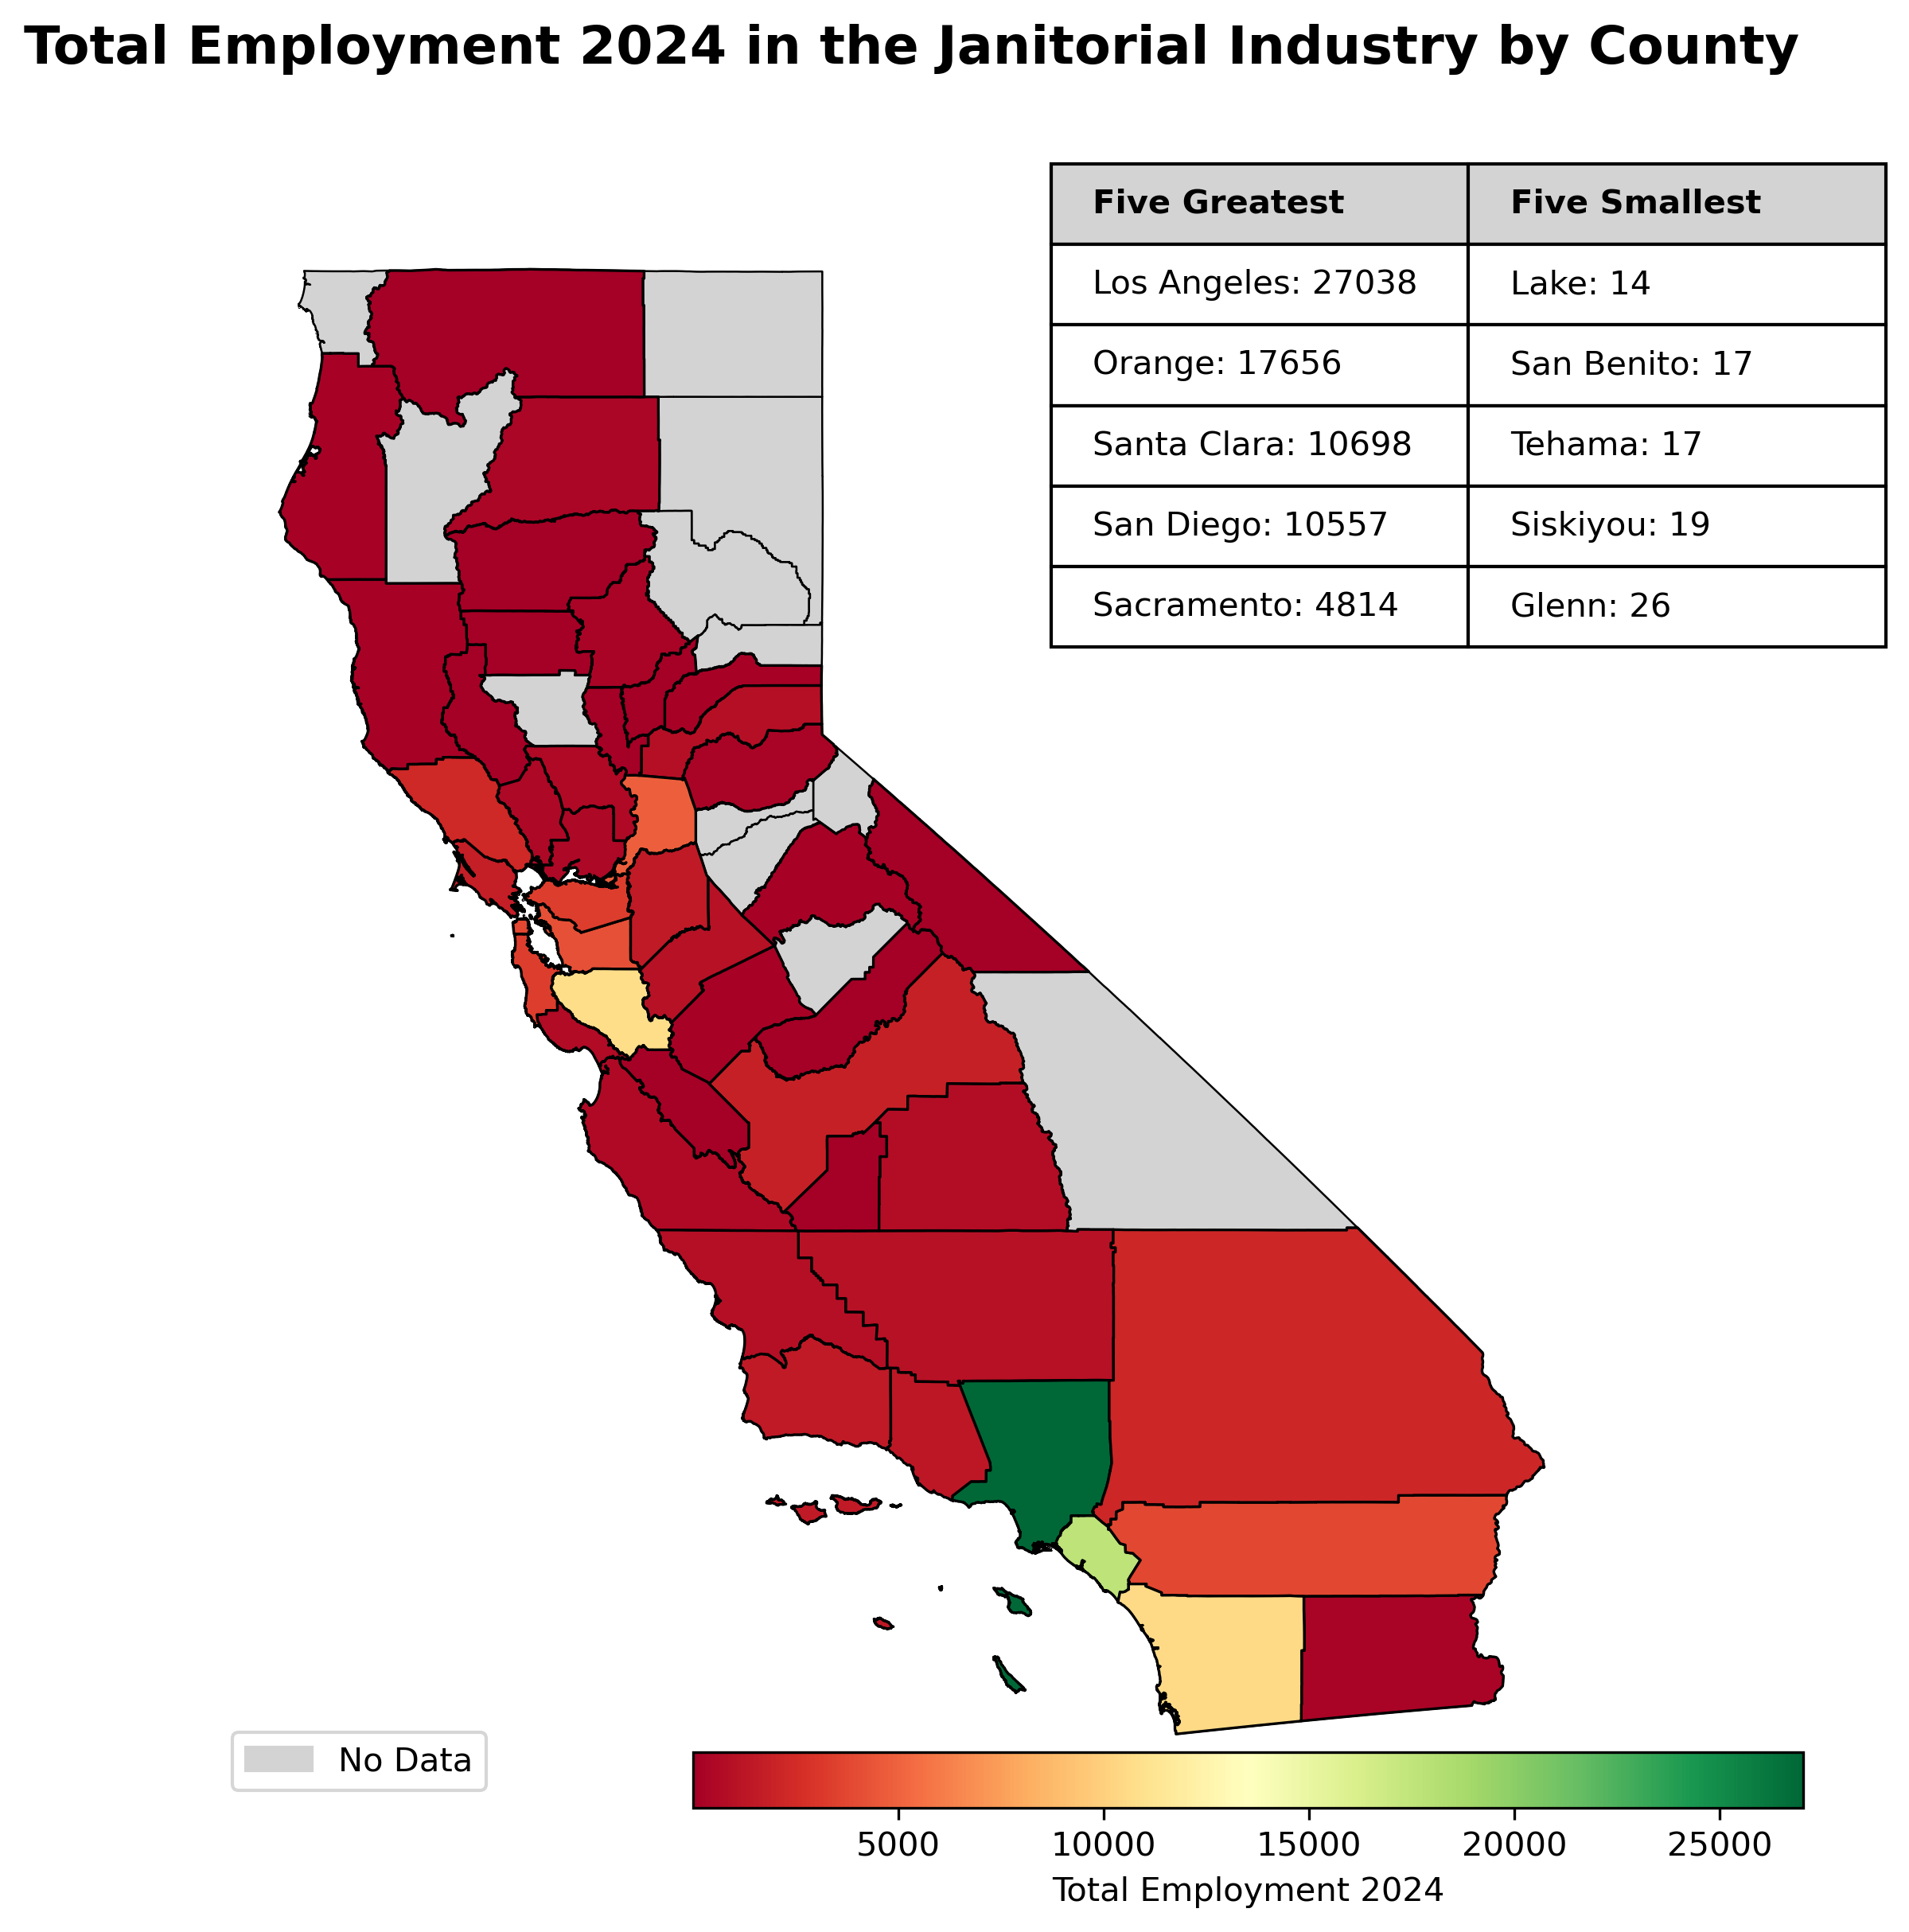 Total Employment 2024 in the Janitorial Industry by County
Five Greatest Five Smallest
Los Angeles: 27038 Lake: 14
Orange: 17656 San Benito: 17
Santa Clara: 10698 Tehama: 17
San Diego: 10557 Siskiyou: 19
Sacramento: 4814 Glenn: 26
No Data
5000 10000 15000 20000 25000
Total Employment 2024